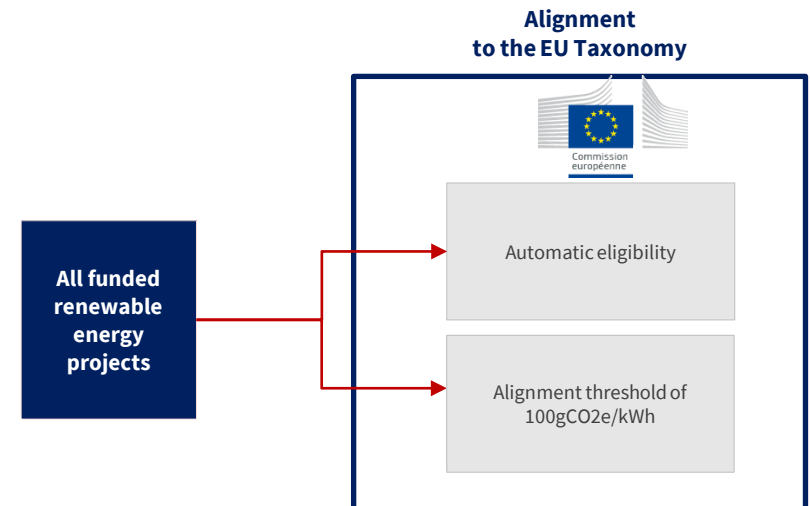 Alignment
to the EU Taxonomy
Commission
européenne
All funded
renewable
energy
projects
Automatic eligibility
Alignment threshold of
100gCO2e/kWh